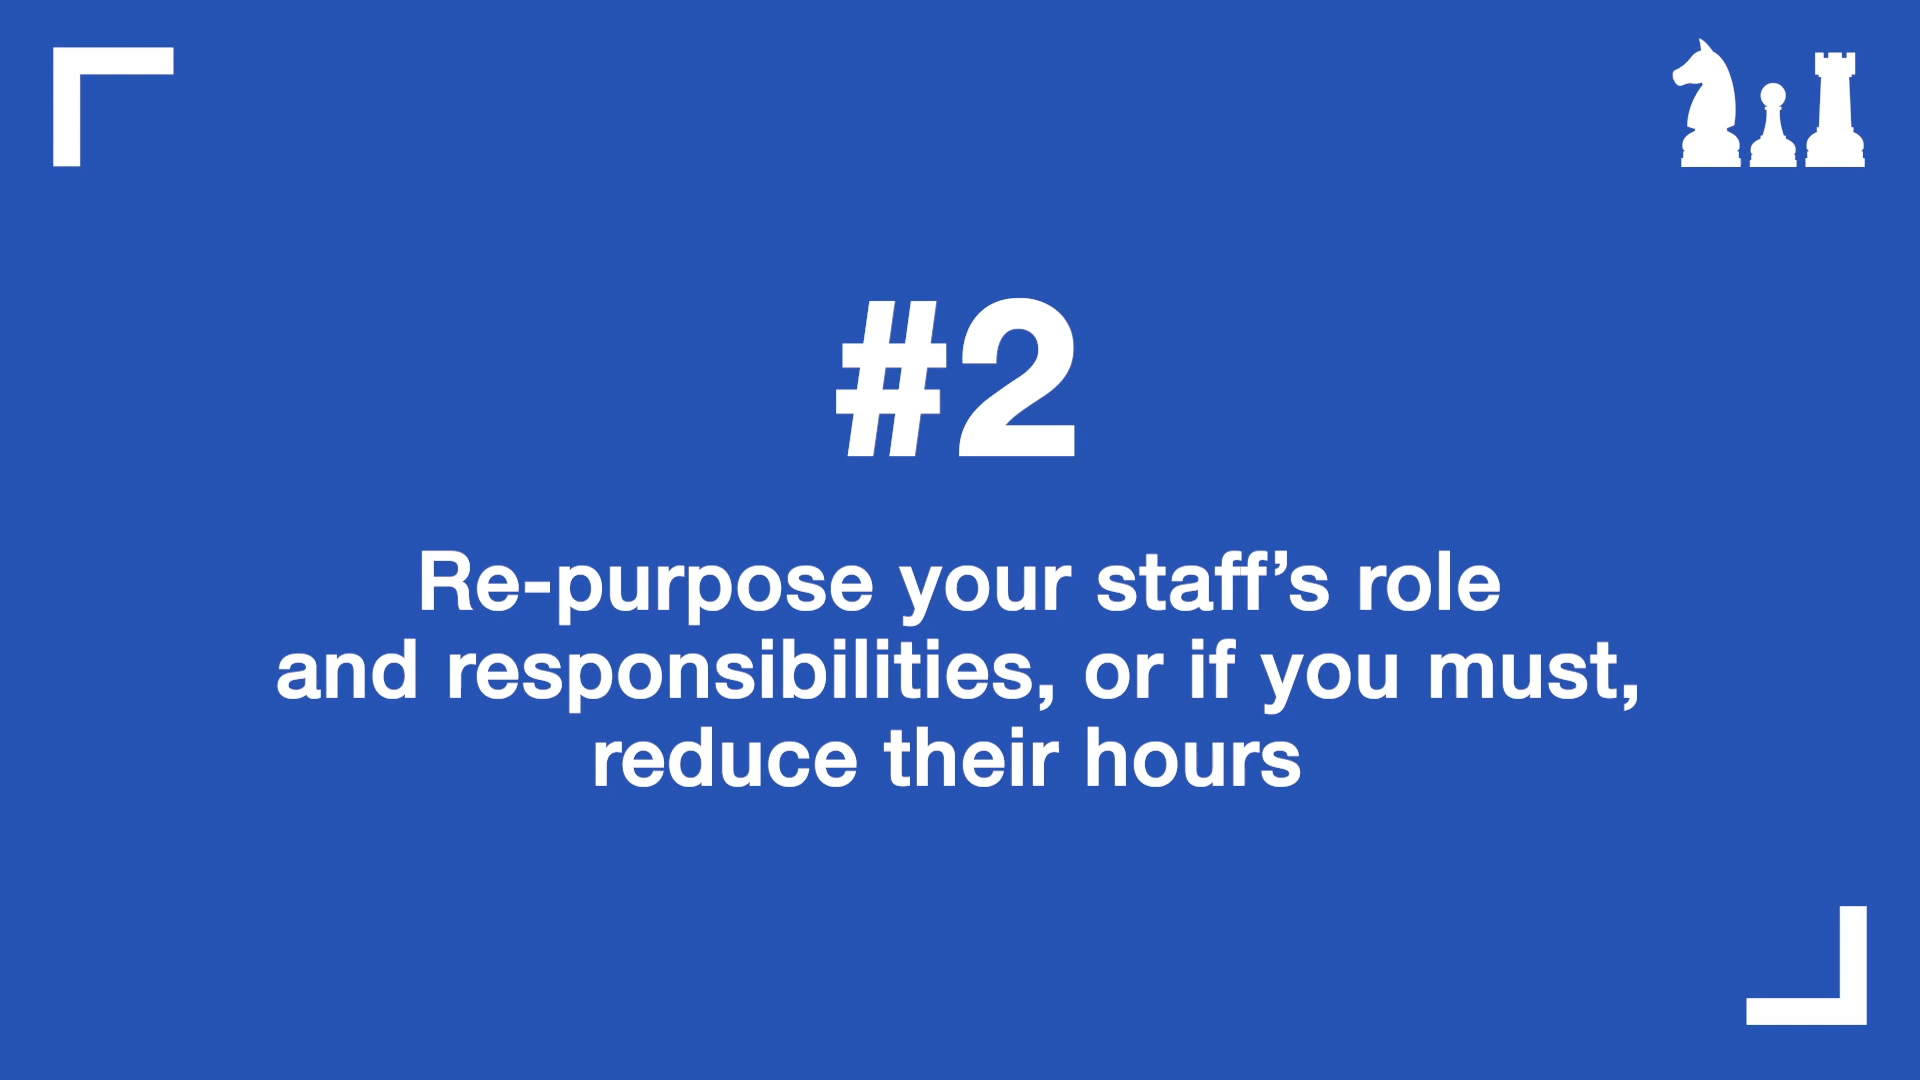 #2
Re-purpose your staff’s role
and responsibilities, or if you must,
reduce their hours